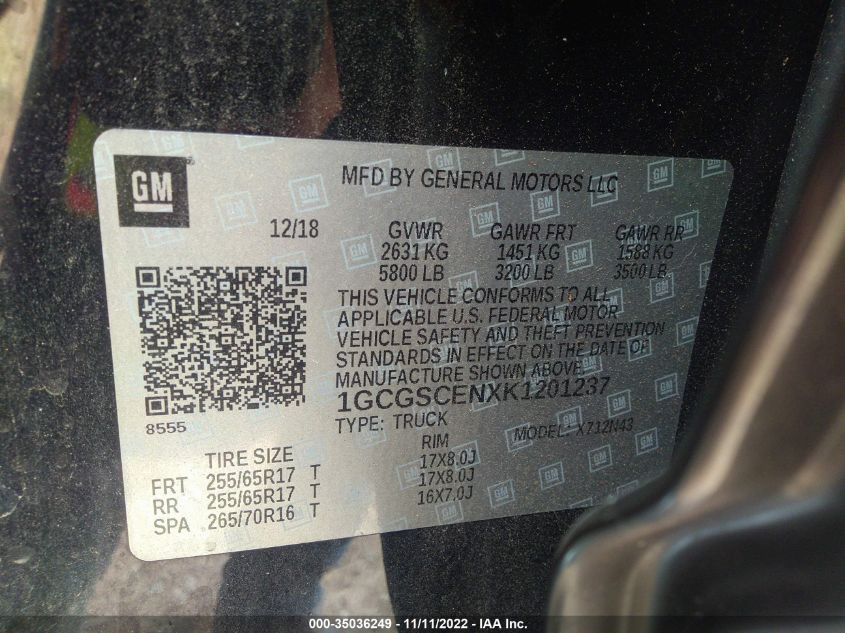 GM
MFD BY GENERAL MOTORS LLC
12/18 GVWR GAWR FRT GAWR RR
2631 KG 1451 KG 1588 KG
5800 LB 3200 LB 3500 LB
THIS VEHICLE CONFORMS TO ALL
APPLICABLE U.S. FEDERAL MOTOR
VEHICLE SAFETY AND THEFT PREVENTION
STANDARDS IN EFFECT ON THE DATE OF
MANUFACTURE SHOWN ABOVE.
1GCGSCENXK1201237
8555 TYPE: TRUCK MODEL: X712N43
TIRE SIZE RIM
FRT 255/65R17 T 17X8.0J
RR 255/65R17 T 17X8.0J
SPA 265/70R16 T 16X7.0J
000-35036249 - 11/11/2022 - IAA Inc.